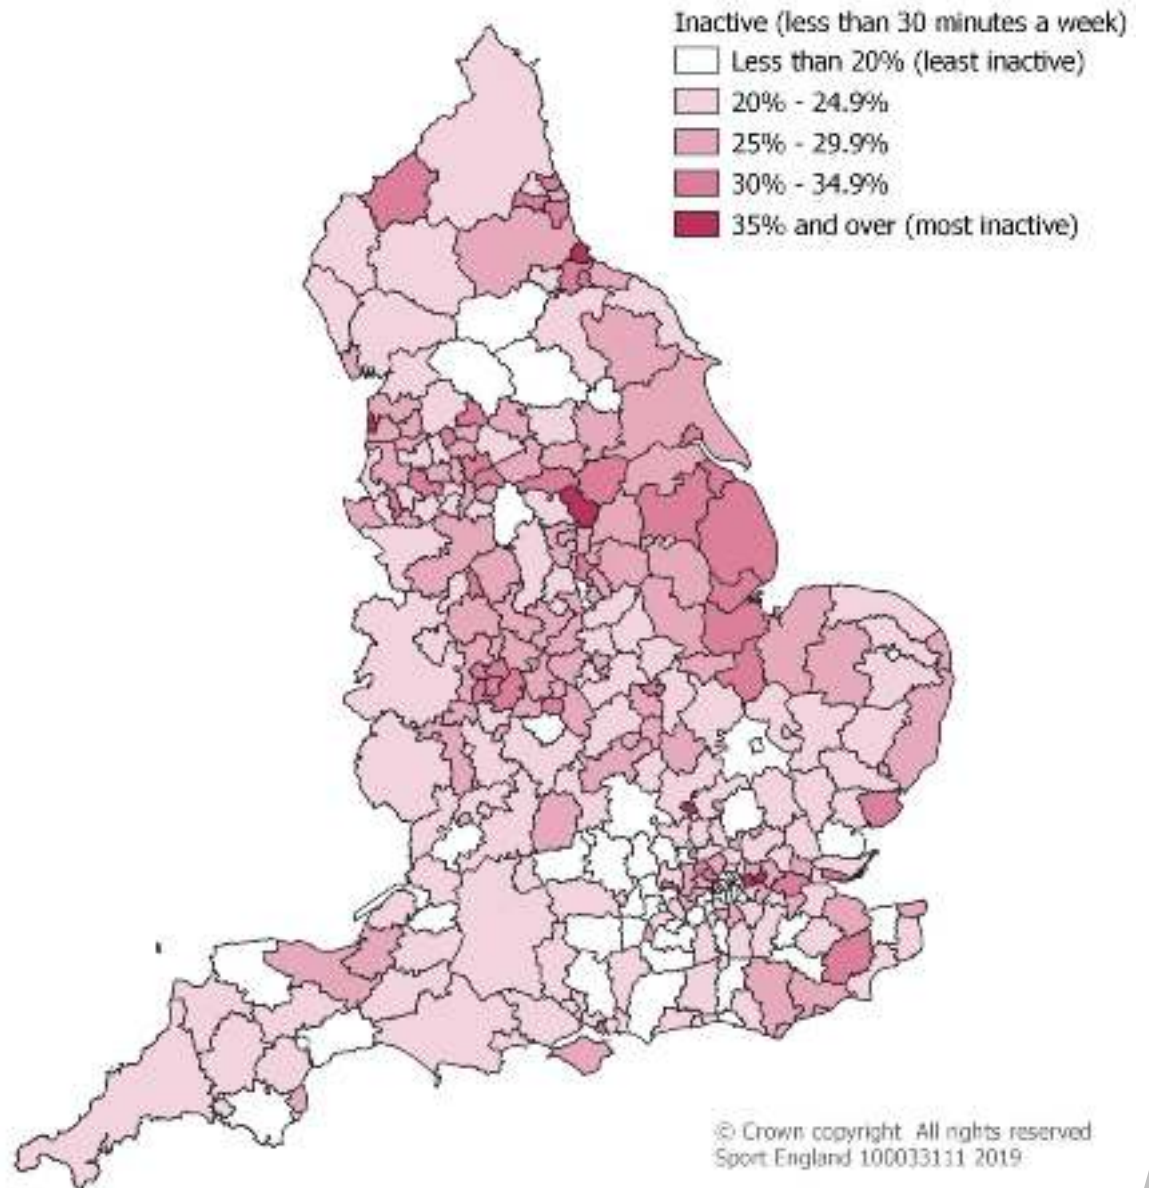 Inactive (less than 30 minutes a week)
Less than 20% (least inactive)
20% - 24.9%
25% - 29.9%
30% - 34.9%
35% and over (most inactive)
© Crown copyright All rights reserved
Sport England 100033111 2019